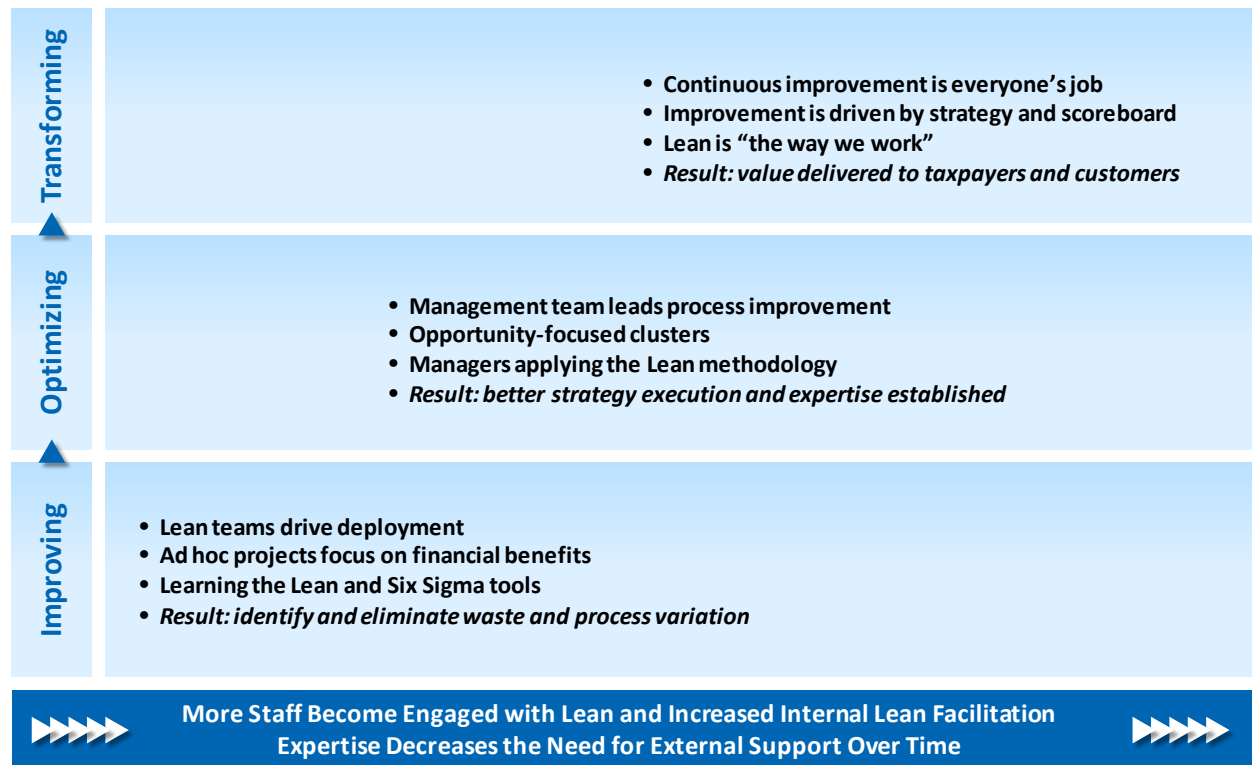 Transforming
• Continuous improvement is everyone's job
• Improvement is driven by strategy and scoreboard
• Lean is “the way we work”
• Result: value delivered to taxpayers and customers
Optimizing
• Management team leads process improvement
• Opportunity-focused clusters
• Managers applying the Lean methodology
• Result: better strategy execution and expertise established
Improving
• Lean teams drive deployment
• Ad hoc projects focus on financial benefits
• Learning the Lean and Six Sigma tools
• Result: identify and eliminate waste and process variation
More Staff Become Engaged with Lean and Increased Internal Lean Facilitation
Expertise Decreases the Need for External Support Over Time